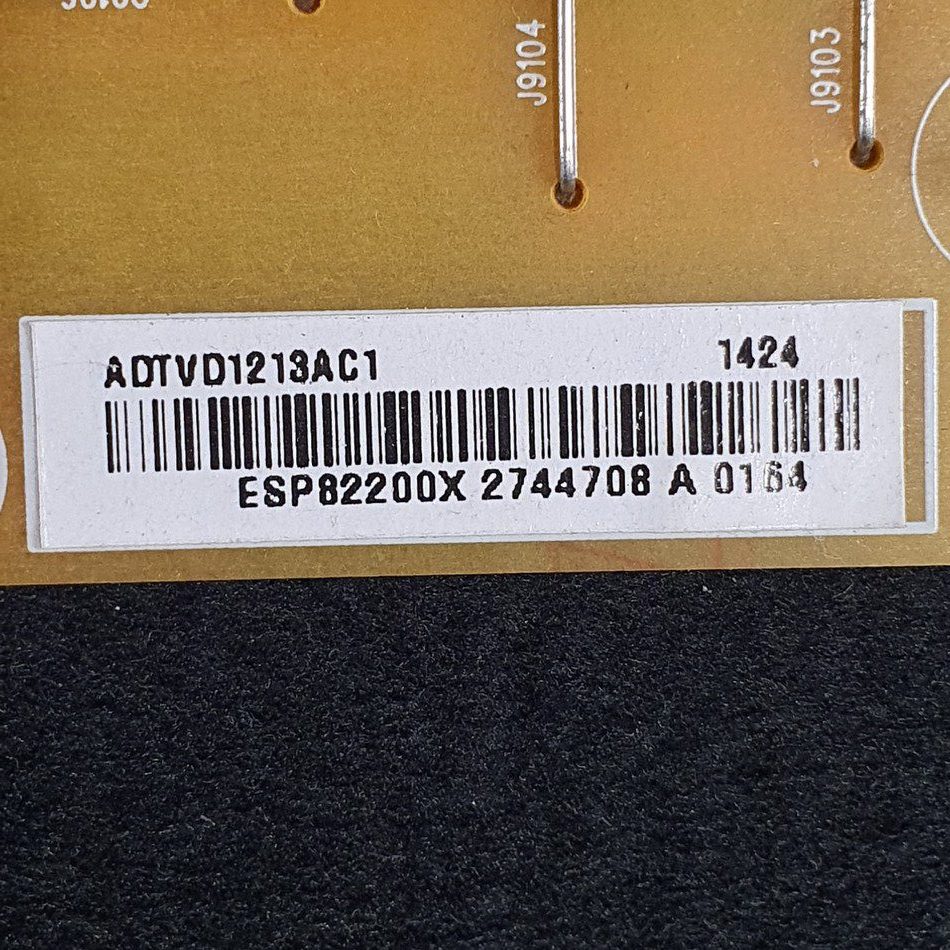 J9104
J9103
ADTVD1213AC1 1424
ESP82200X 2744708 A 0164